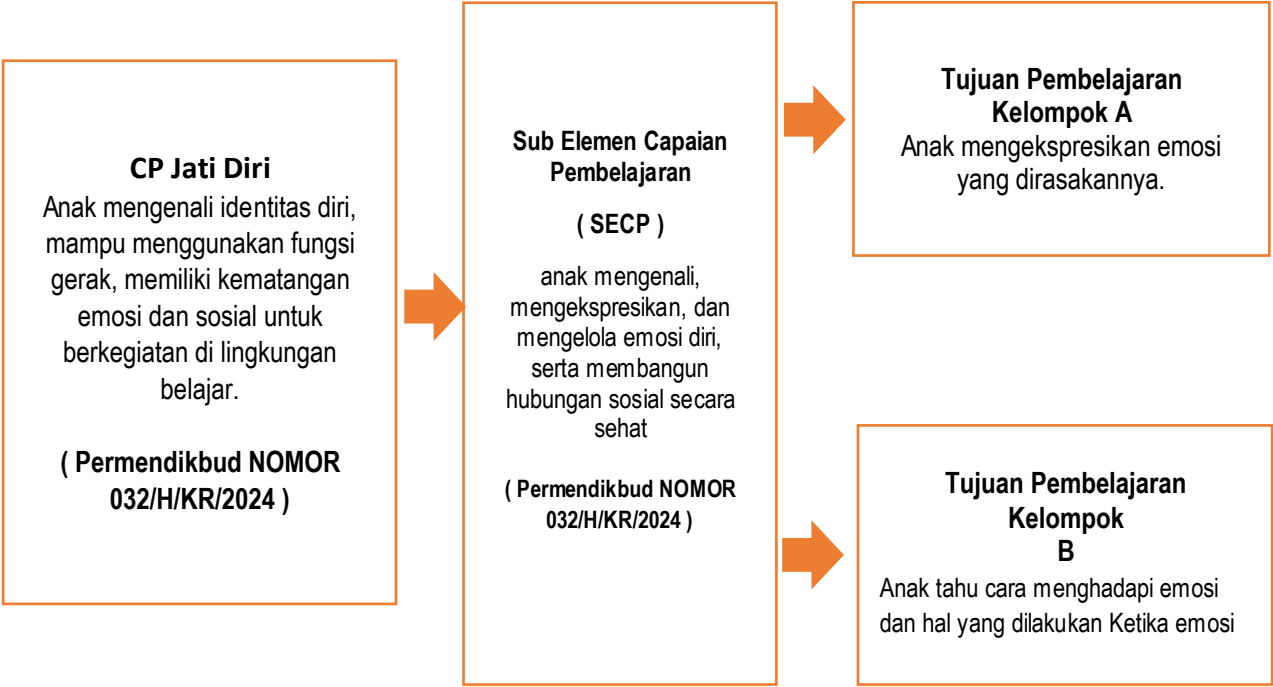 CP Jati Diri
Anak mengenali identitas diri,
mampu menggunakan fungsi
gerak, memiliki kematangan
emosi dan sosial untuk
berkegiatan di lingkungan
belajar.
( Permendikbud NOMOR
032/H/KR/2024 )
Sub Elemen Capaian
Pembelajaran
( SECP )
anak mengenali,
mengekspresikan, dan
mengelola emosi diri,
serta membangun
hubungan sosial secara
sehat
( Permendikbud NOMOR
032/H/KR/2024 )
Tujuan Pembelajaran
Kelompok A
Anak mengekspresikan emosi
yang dirasakannya.
Tujuan Pembelajaran
Kelompok
B
Anak tahu cara menghadapi emosi
dan hal yang dilakukan Ketika emosi